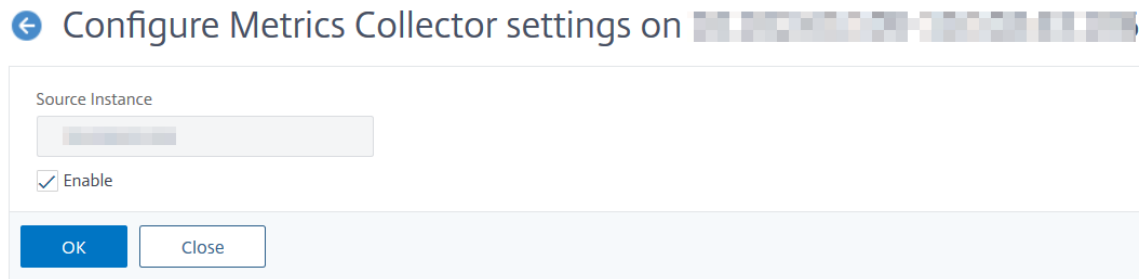 Configure Metrics Collector settings on
Source Instance
Enable
OK
Close